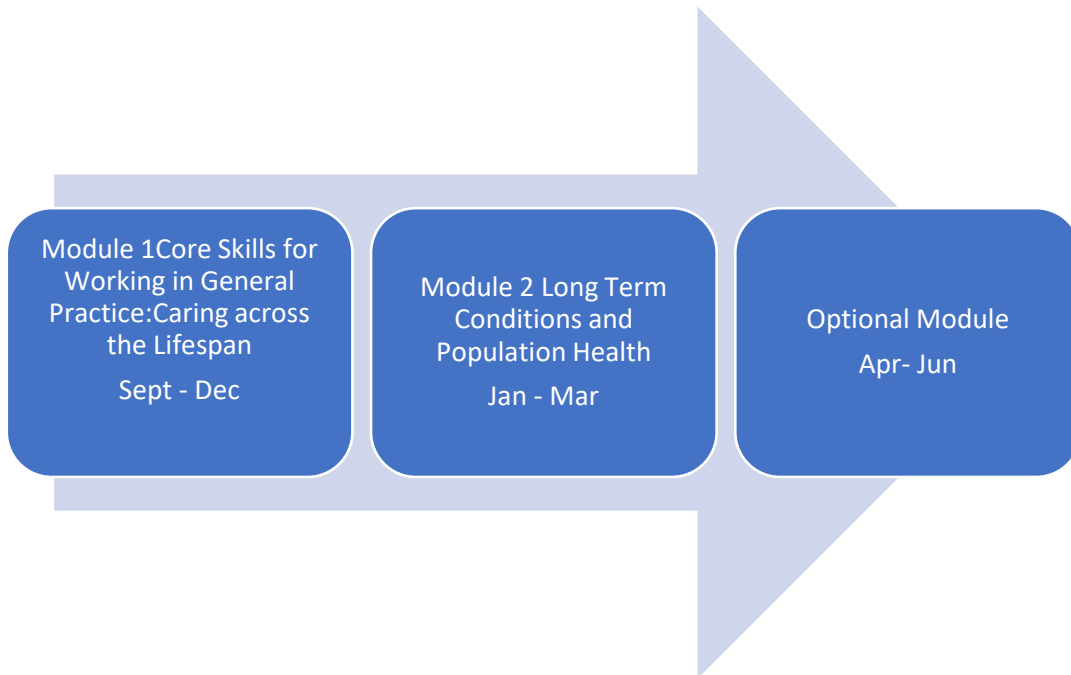 Module 1Core Skills for
Working in General
Practice:Caring across
the Lifespan
Sept - Dec
Module 2 Long Term
Conditions and
Population Health
Jan - Mar
Optional Module
Apr- Jun